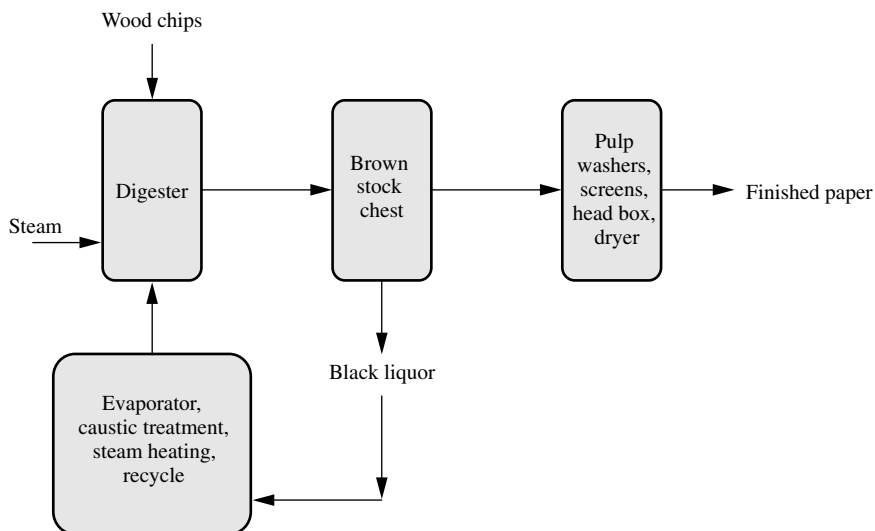 Wood chips
Digester
Steam
Brown
stock
chest
Pulp
washers,
screens,
head box,
dryer
Finished paper
Black liquor
Evaporator,
caustic treatment,
steam heating,
recycle